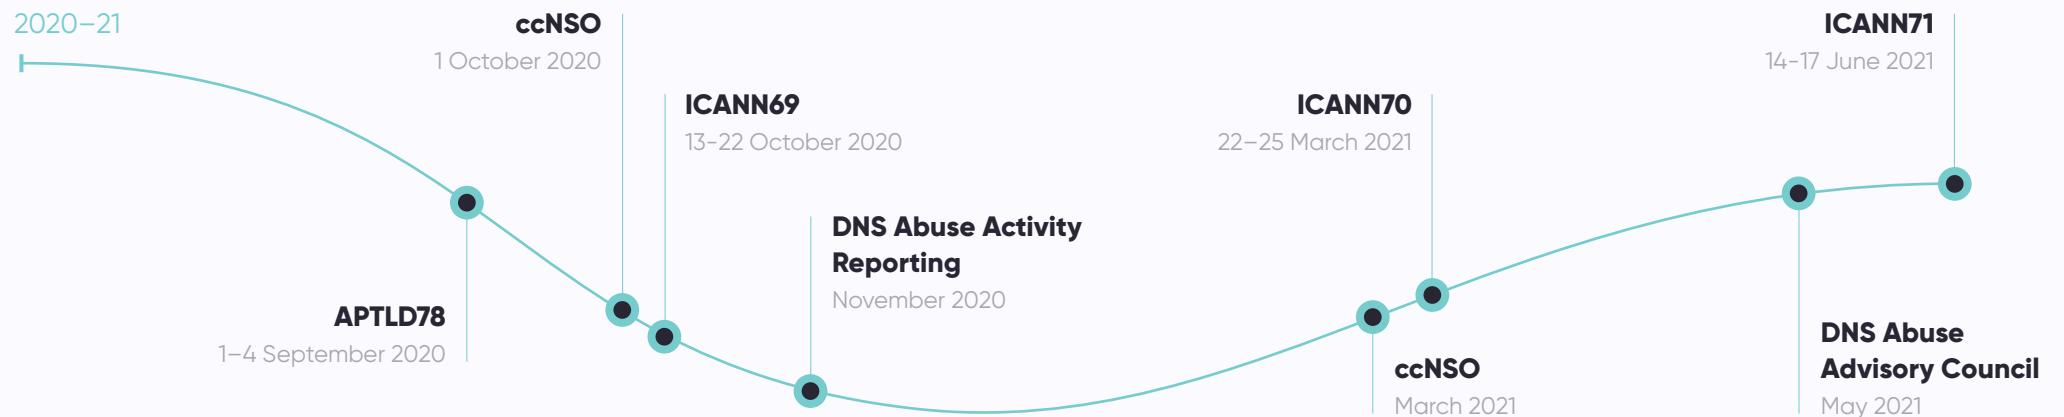 2020–21
APTLD78
1–4 September 2020
ccNSO
1 October 2020
ICANN69
13-22 October 2020
DNS Abuse Activity
Reporting
November 2020
ccNSO
March 2021
ICANN70
22–25 March 2021
DNS Abuse
Advisory Council
May 2021
ICANN71
14-17 June 2021